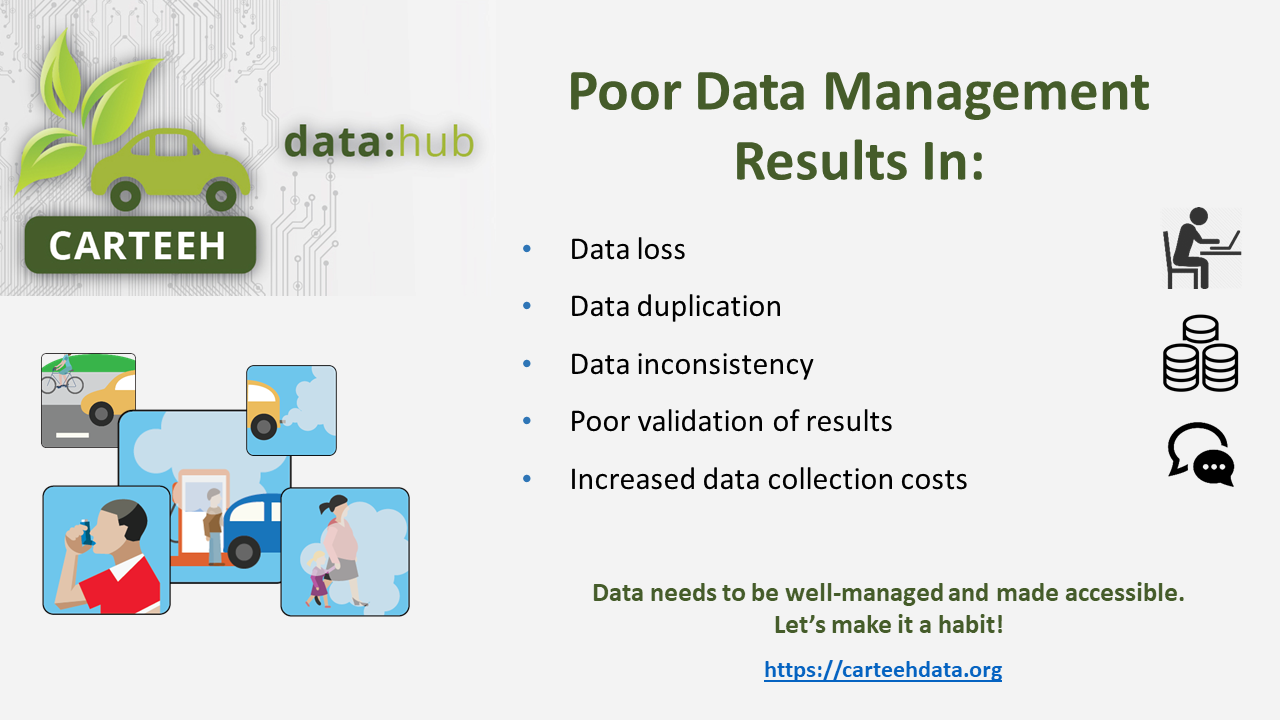 data:hub
CARTEEH
Poor Data Management
Results In:
• Data loss
• Data duplication
• Data inconsistency
• Poor validation of results
• Increased data collection costs
Data needs to be well-managed and made accessible.
Let’s make it a habit!
https://carteehdata.org